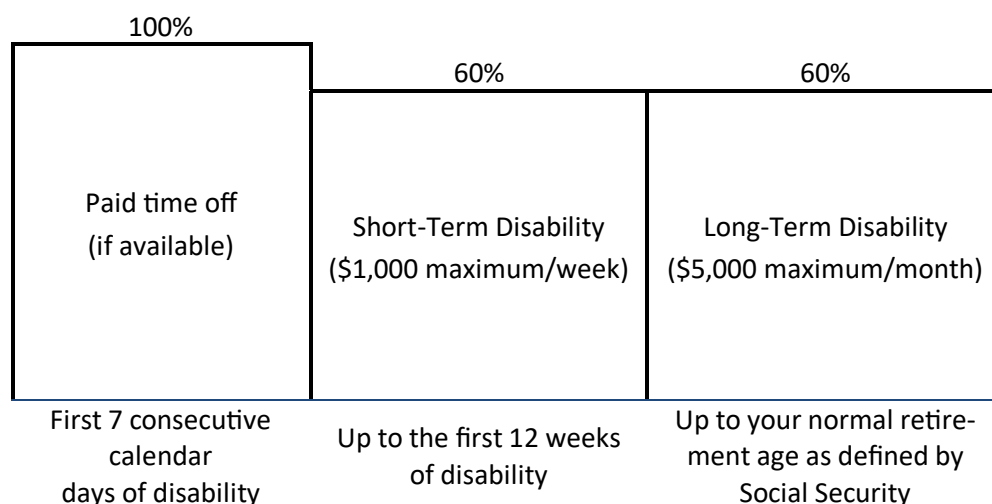 100%
60%
60%
Paid time off
(if available)
Short-Term Disability
($1,000 maximum/week)
Long-Term Disability
($5,000 maximum/month)
First 7 consecutive
calendar
days of disability
Up to the first 12 weeks
of disability
Up to your normal retire-
ment age as defined by
Social Security